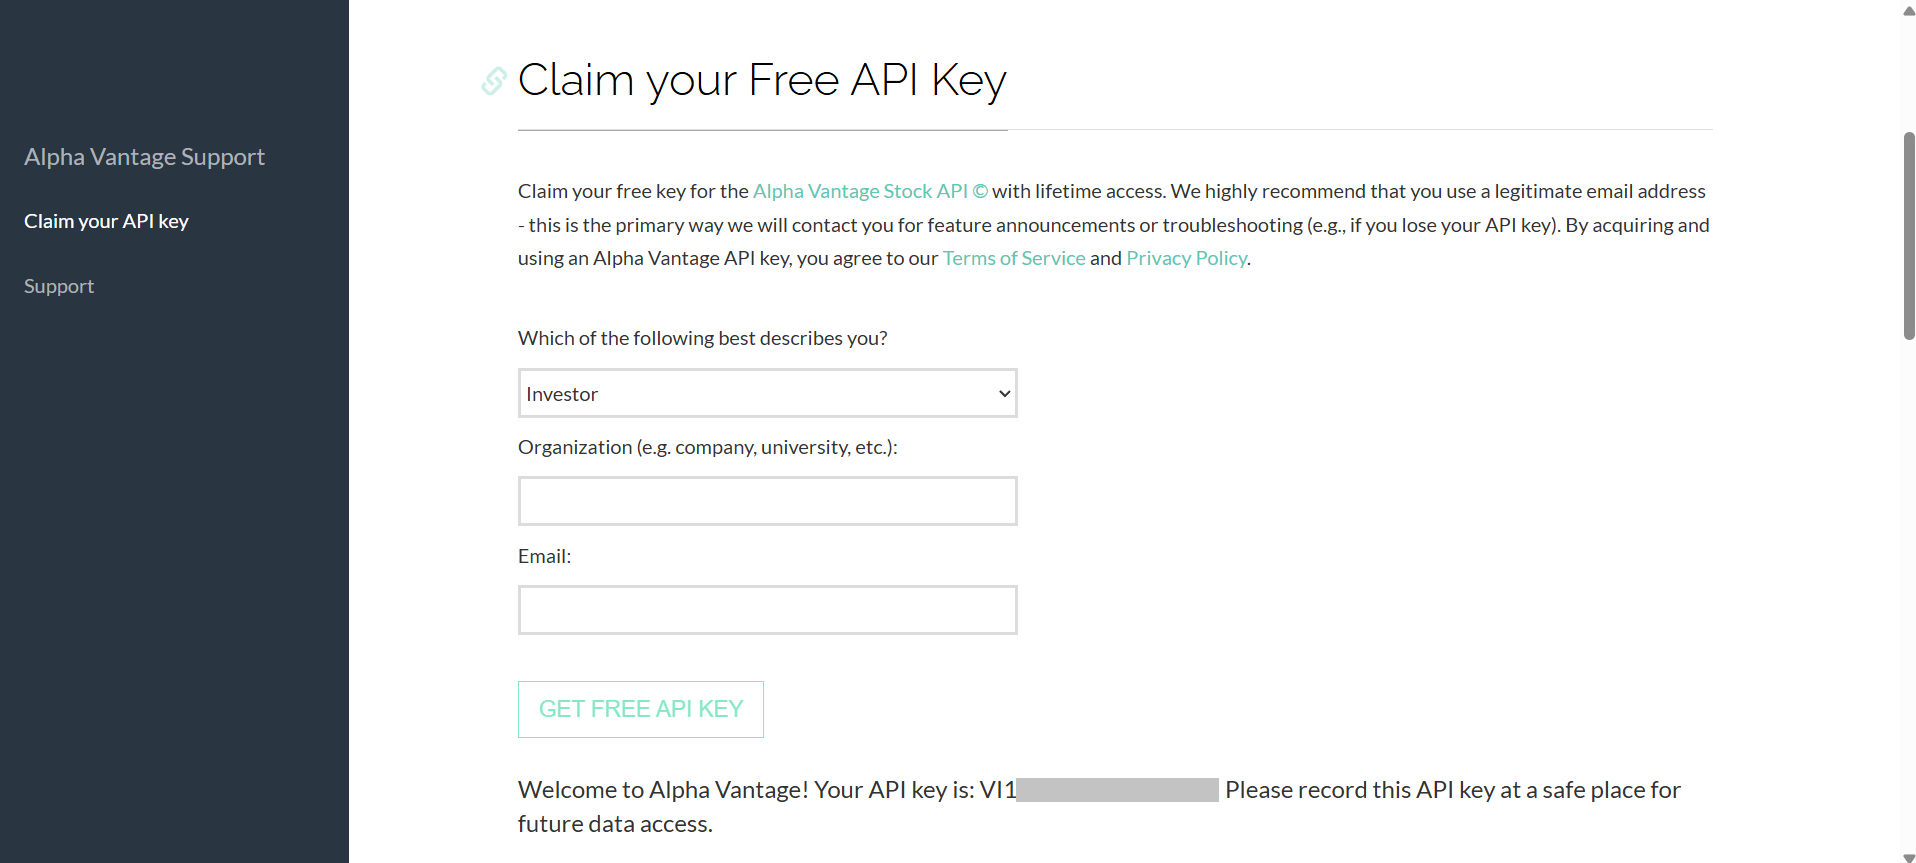 Alpha Vantage Support
Claim your API key
Support
Claim your Free API Key
Claim your free key for the Alpha Vantage Stock API © with lifetime access. We highly recommend that you use a legitimate email address
- this is the primary way we will contact you for feature announcements or troubleshooting (e.g., if you lose your API key). By acquiring and
using an Alpha Vantage API key, you agree to our Terms of Service and Privacy Policy.
Which of the following best describes you?
Investor
Organization (e.g. company, university, etc.):
Email:
GET FREE API KEY
Welcome to Alpha Vantage! Your API key is: VI1 Please record this API key at a safe place for
future data access.